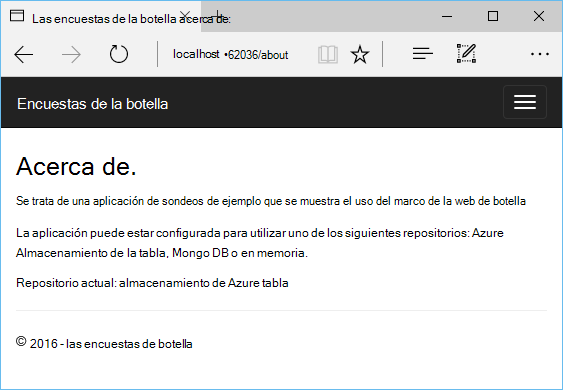 Las encuestas de la botella acerca de:
localhost •62036/about
Encuestas de la botella
Acerca de.
Se trata de una aplicación de sondeos de ejemplo que se muestra el uso del marco de la web de botella
La aplicación puede estar configurada para utilizar uno de los siguientes repositorios: Azure
Almacenamiento de la tabla, Mongo DB o en memoria.
Repositorio actual: almacenamiento de Azure tabla
© 2016 - las encuestas de botella